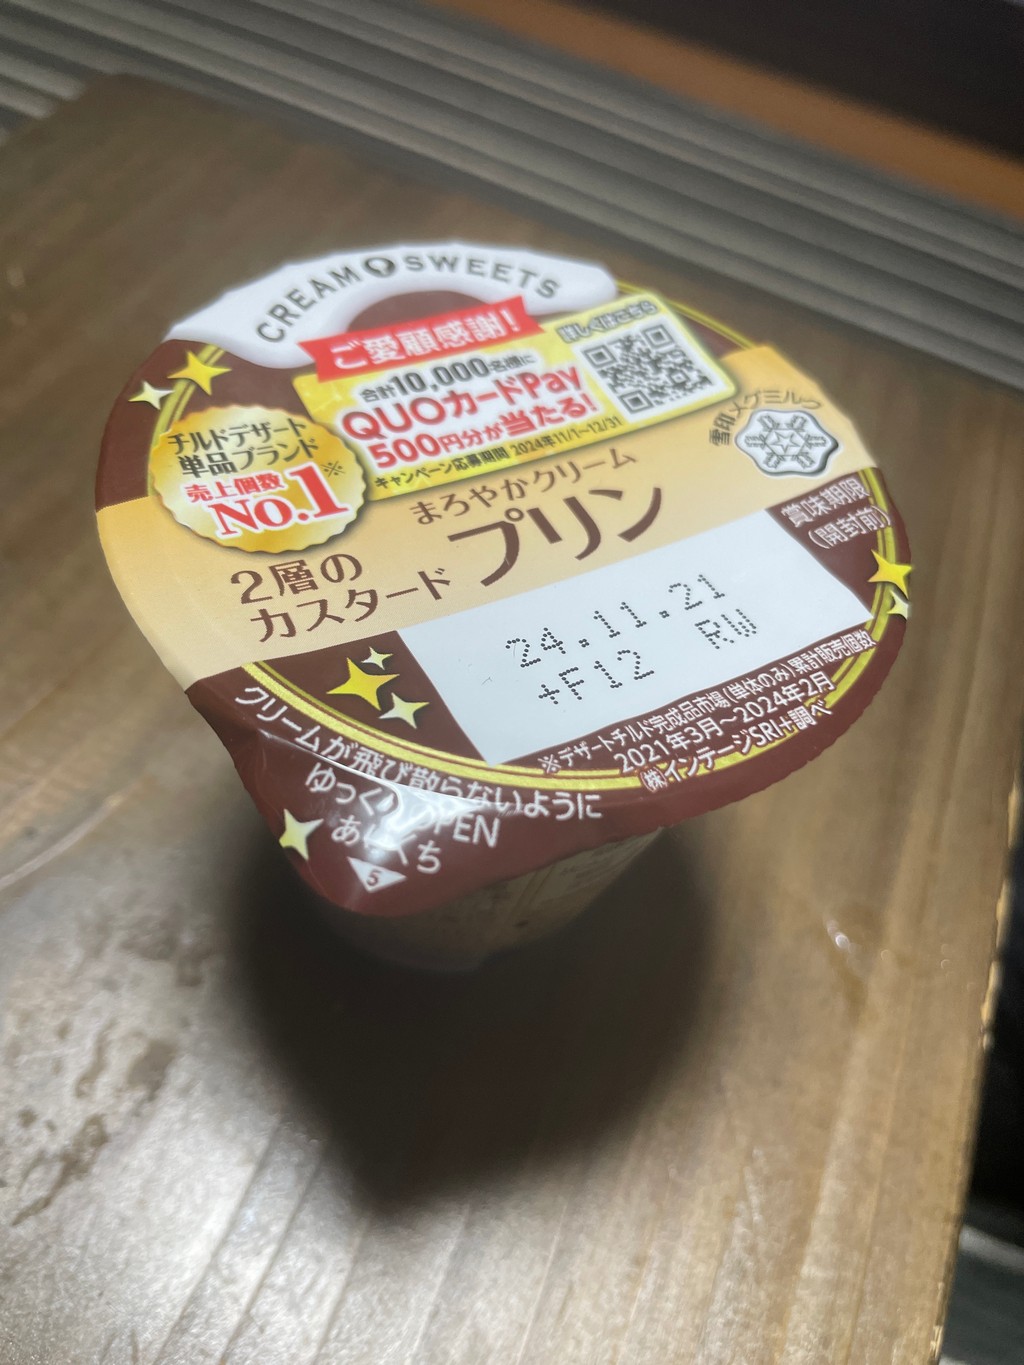 CREAM SWEETS
ご愛顧感謝!
合計10,000名様に
QUOカードPay
500円分が当たる!
キャンペーン応募期間 2024年11/1~12/31
詳しくはこちら
チルドデザート
単品ブランド※
売上個数
No.1
雪印メグミルク
まろやかクリーム
プリン
2層の
カスタード
賞味期限
(開封前)
24.11.21
+F12 RW
※デザートチルド完成品市場(単体のみ)累計販売個数
2021年3月~2024年2月
㈱インテージSRI+調べ
クリームが飛び散らないように
ゆっくりOPEN
あけくち
5